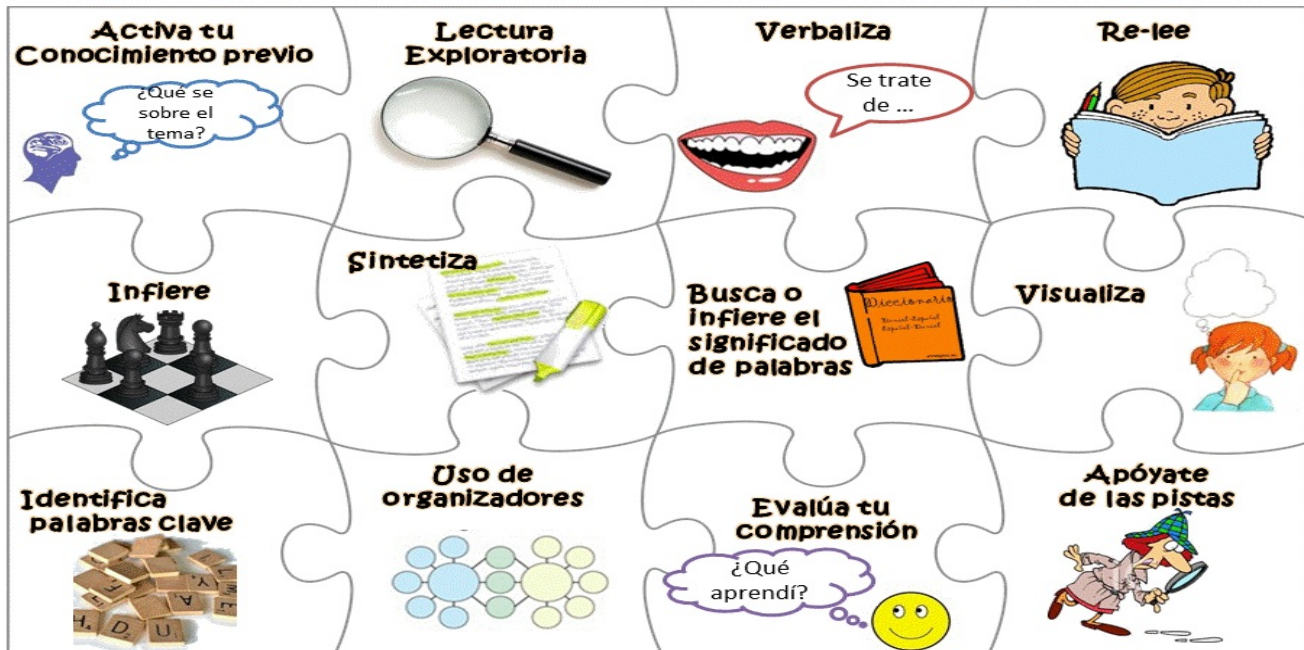 Activa tu
Conocimiento previo
¿Qué se
sobre el
tema?
Lectura
Exploratoria
Verbaliza
Se trate
de ...
Re-lee
Infiere
Sintetiza
Busca o
infiere el
significado
de palabras
Diccionario
Visualiza
Identifica
palabras clave
Uso de
organizadores
Evalúa tu
comprensión
¿Qué
aprendí?
Apóyate
de las pistas